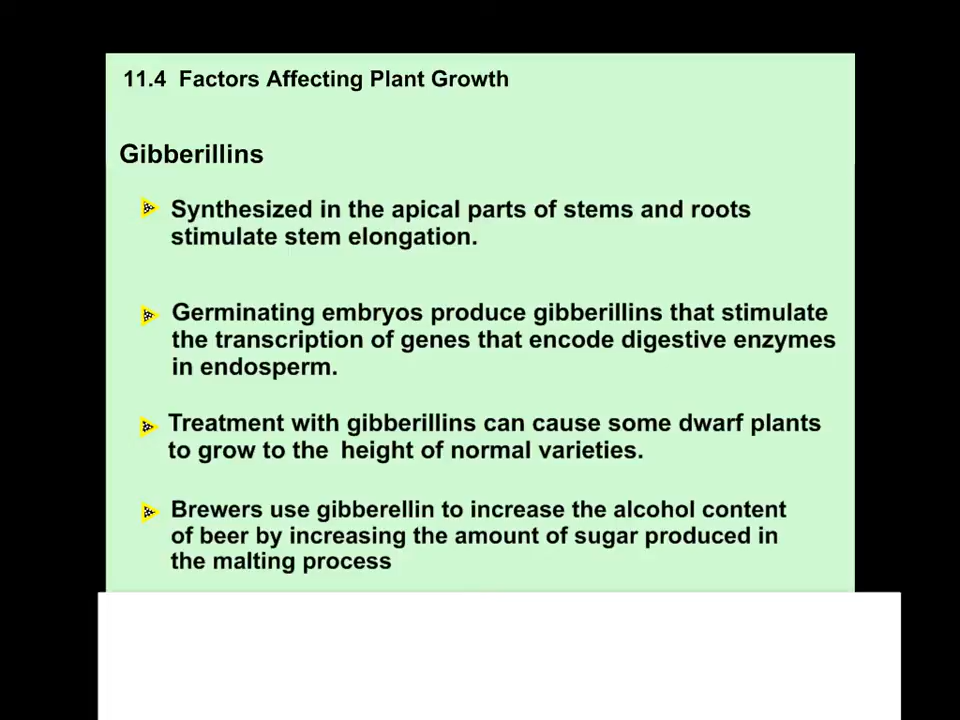 11.4 Factors Affecting Plant Growth
Gibberillins
Synthesized in the apical parts of stems and roots
stimulate stem elongation.
Germinating embryos produce gibberillins that stimulate
the transcription of genes that encode digestive enzymes
in endosperm.
Treatment with gibberillins can cause some dwarf plants
to grow to the height of normal varieties.
Brewers use gibberellin to increase the alcohol content
of beer by increasing the amount of sugar produced in
the malting process